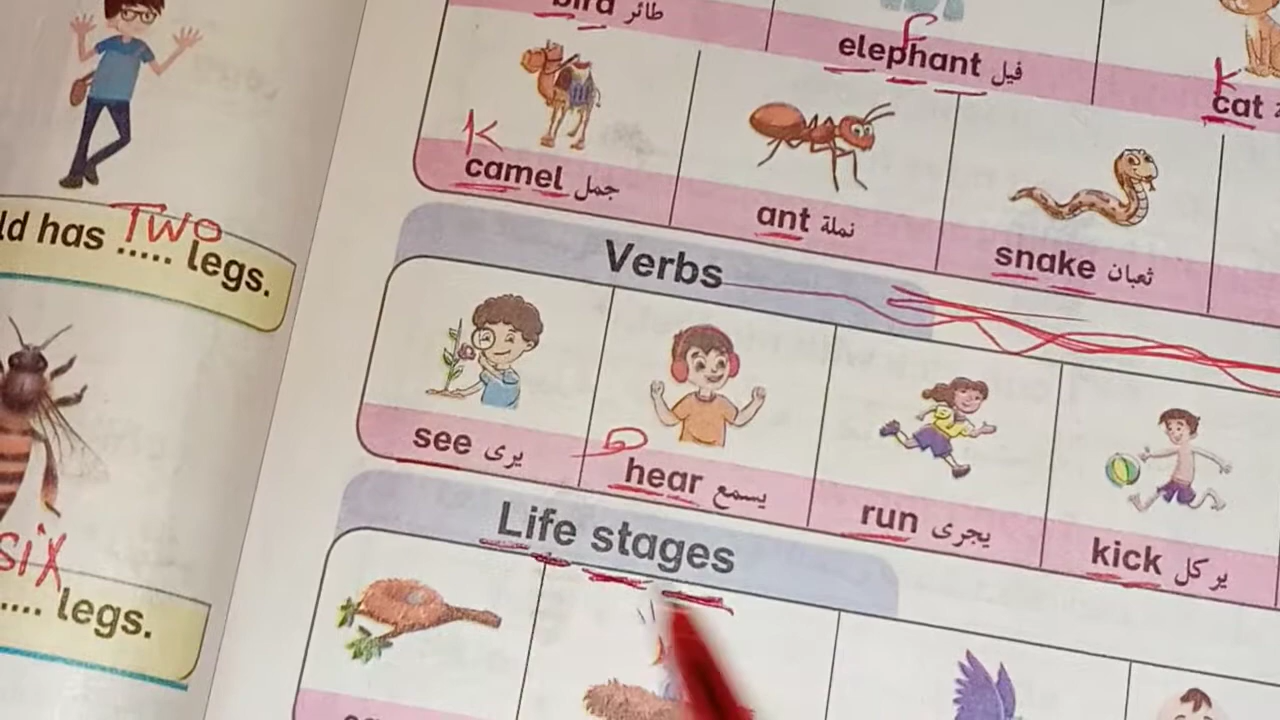 bird طائر
f
elephant فيل
k
cat
k
camel جمل
ant نملة
snake ثعبان
ld has Two legs.
Verbs
see يرى
hear يسمع
run يجرى
kick يركل
Life stages
six
.... legs.